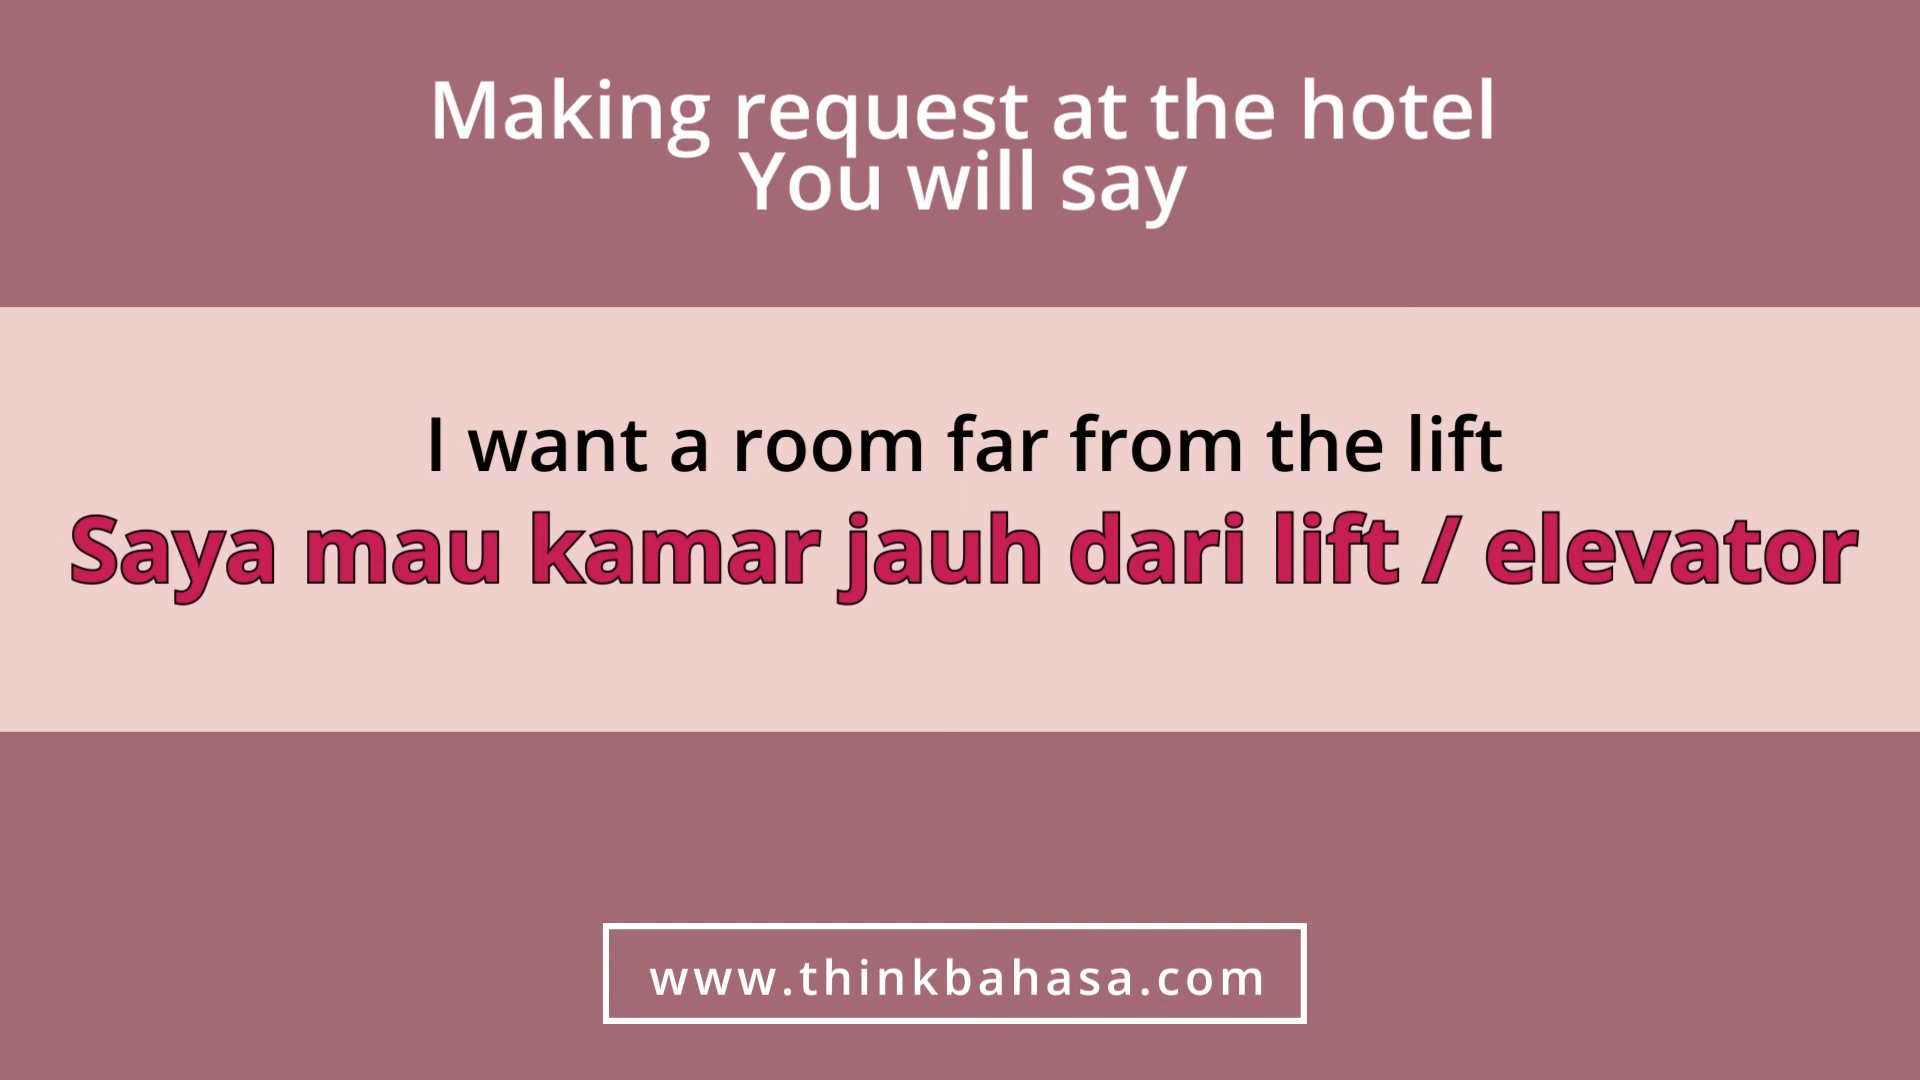 Making request at the hotel
You will say
I want a room far from the lift
Saya mau kamar jauh dari lift / elevator
www.thinkbahasa.com